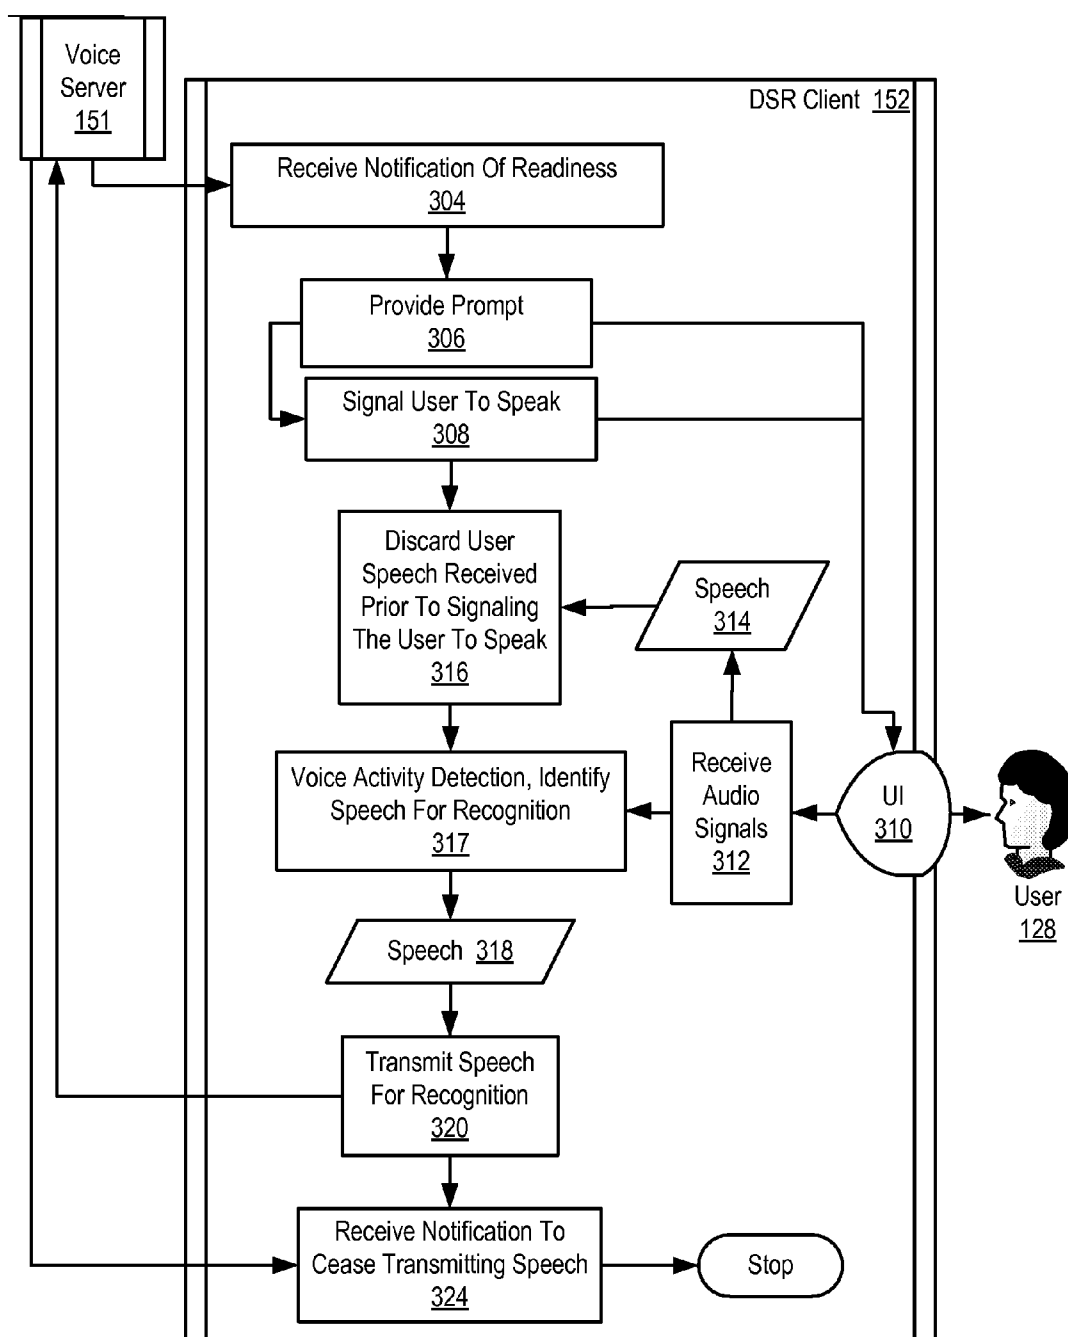 Voice
Server
151
DSR Client 152
Receive Notification Of Readiness
304
Provide Prompt
306
Signal User To Speak
308
Discard User
Speech Received
Prior To Signaling
The User To Speak
316
Speech
314
Voice Activity Detection, Identify
Speech For Recognition
317
Receive
Audio
Signals
312
UI
310
User
128
Speech 318
Transmit Speech
For Recognition
320
Receive Notification To
Cease Transmitting Speech
324
Stop